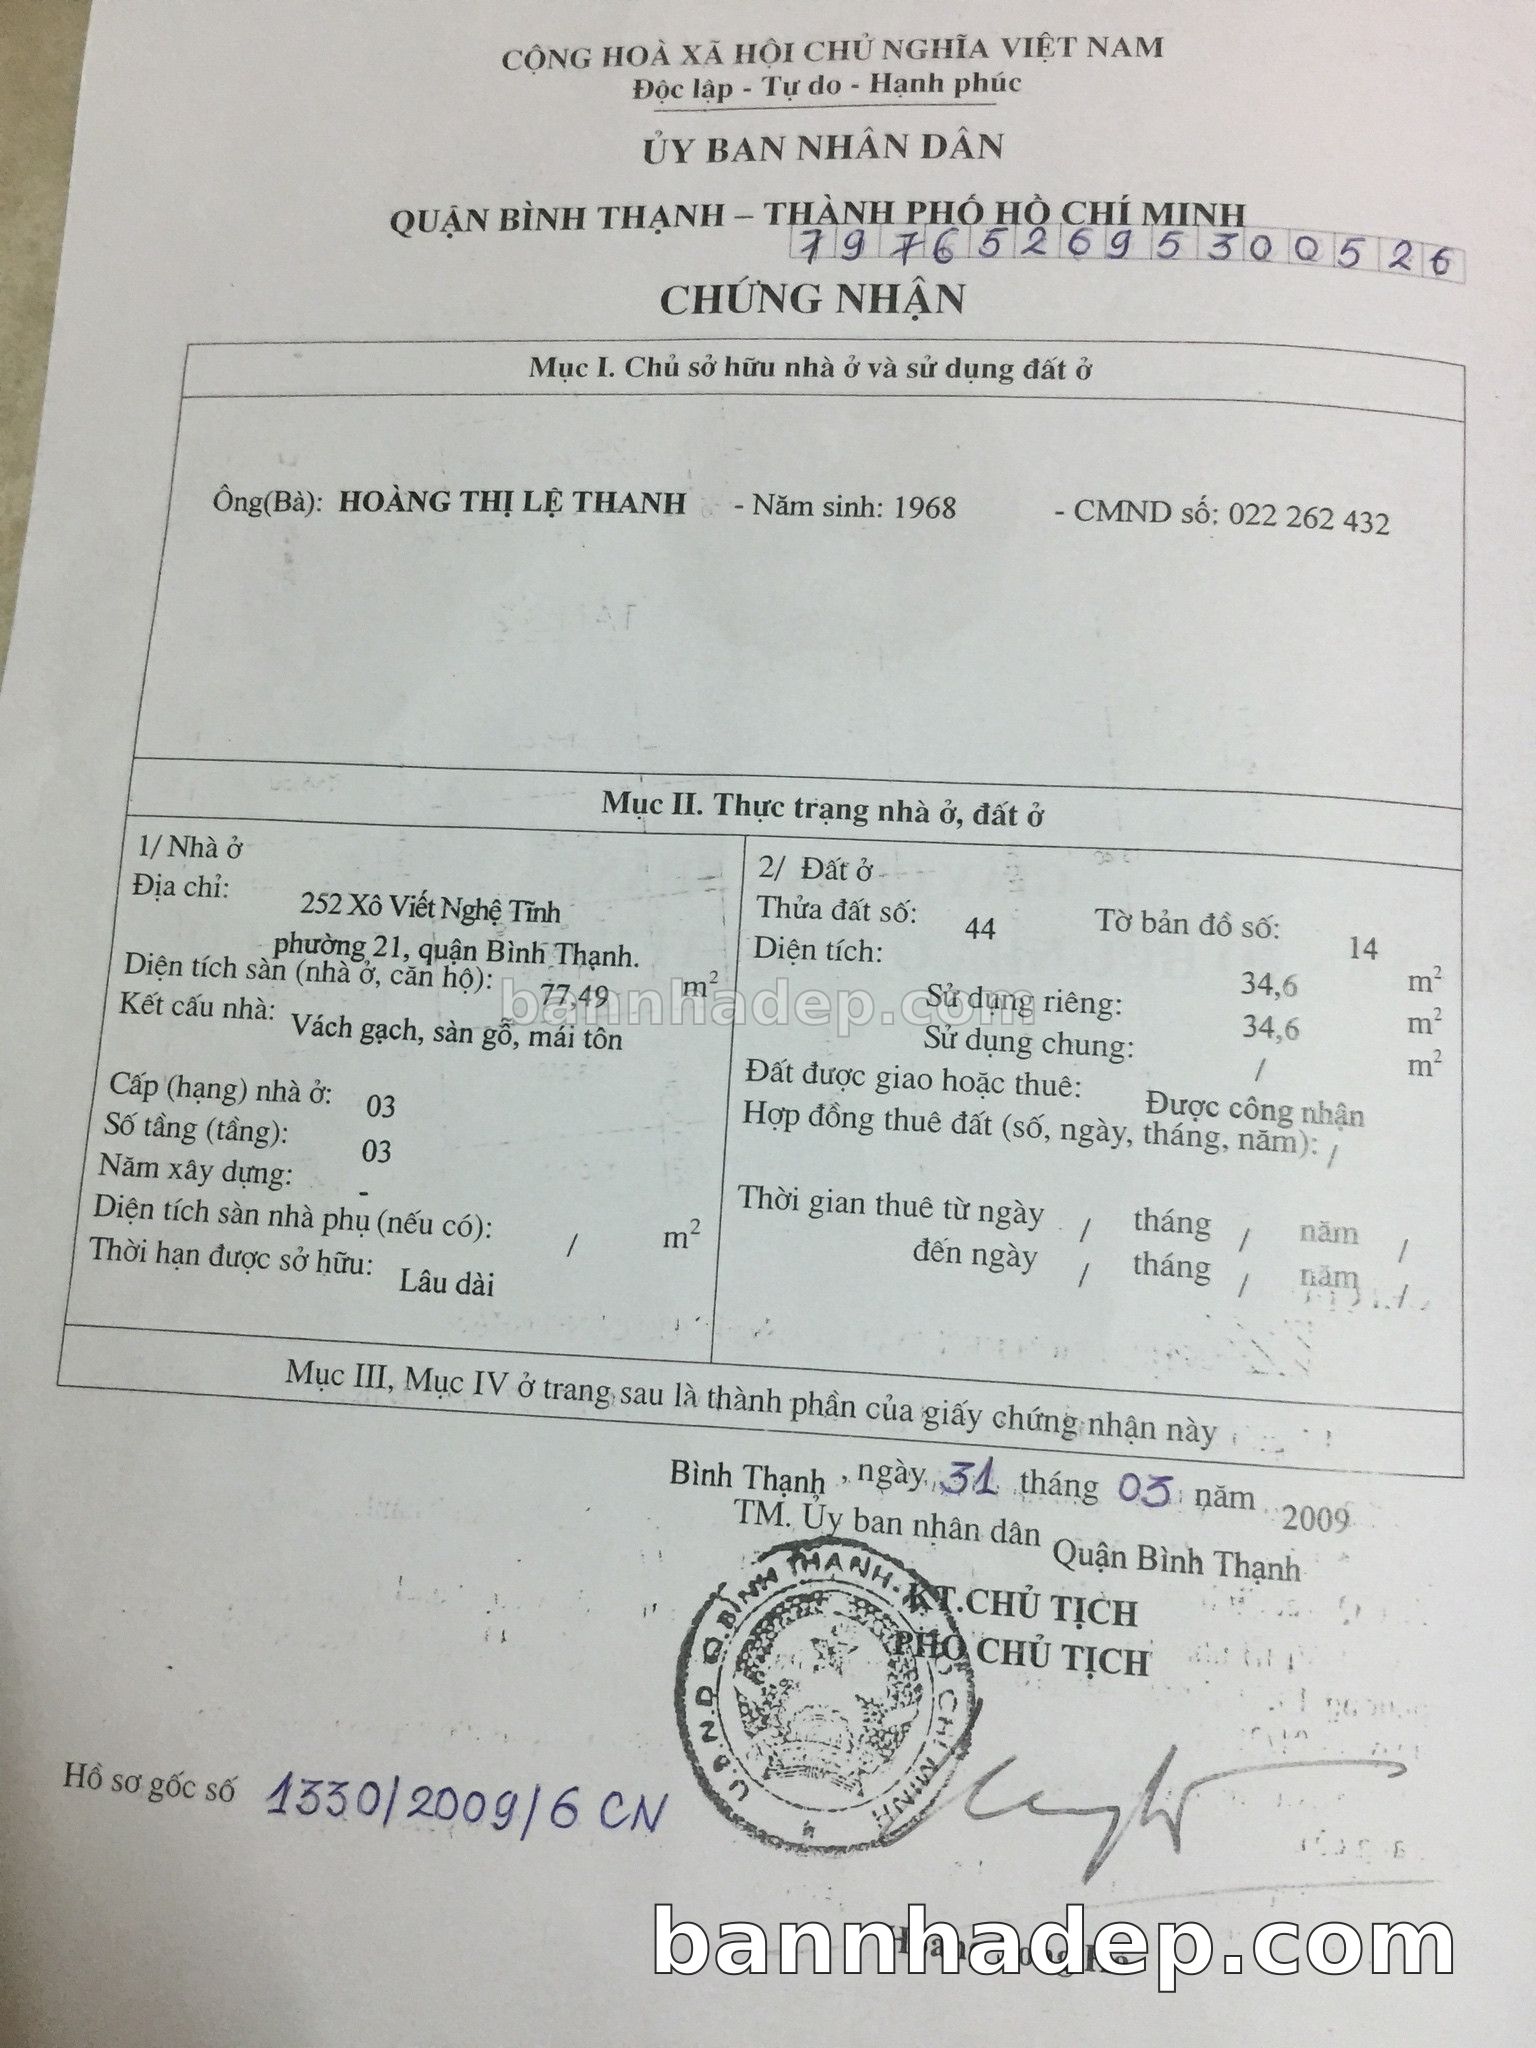 CỘNG HOÀ XÃ HỘI CHỦ NGHĨA VIỆT NAM
Độc lập - Tự do - Hạnh phúc
ỦY BAN NHÂN DÂN
QUẬN BÌNH THẠNH – THÀNH PHỐ HỒ CHÍ MINH
797652695300526
CHỨNG NHẬN
Mục I. Chủ sở hữu nhà ở và sử dụng đất ở
Ông(Bà): HOÀNG THỊ LỆ THANH - Năm sinh: 1968 - CMND số: 022 262 432
Mục II. Thực trạng nhà ở, đất ở
1/ Nhà ở
Địa chỉ: 252 Xô Viết Nghệ Tĩnh
phường 21, quận Bình Thạnh.
Diện tích sàn (nhà ở, căn hộ): 77,49 m²
Kết cấu nhà: Vách gạch, sàn gỗ, mái tôn
Cấp (hạng) nhà ở: 03
Số tầng (tầng): 03
Năm xây dựng: -
Diện tích sàn nhà phụ (nếu có): / m²
Thời hạn được sở hữu: Lâu dài
2/ Đất ở
Thửa đất số: 44 Tờ bản đồ số: 14
Diện tích: 34,6 m²
Sử dụng riêng: 34,6 m²
Sử dụng chung: / m²
Đất được giao hoặc thuê: Được công nhận
Hợp đồng thuê đất (số, ngày, tháng, năm): /
Thời gian thuê từ ngày / tháng / năm /
đến ngày / tháng / năm /
bannhadep.com
Mục III, Mục IV ở trang sau là thành phần của giấy chứng nhận này
Bình Thạnh , ngày 31 tháng 03 năm 2009
TM. Ủy ban nhân dân Quận Bình Thạnh
KT.CHỦ TỊCH
PHÓ CHỦ TỊCH
U.B.N.D Q.BÌNH THẠNH - CHÍ MINH
Hồ sơ gốc số 1330/2009/6 CN
bannhadep.com